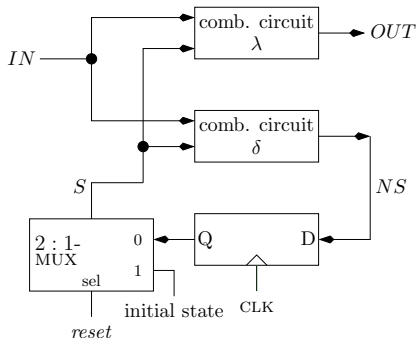 comb. circuit
λ
OUT
IN
comb. circuit
δ
S
NS
2 : 1-
MUX
0
1
sel
Q
D
initial state
CLK
reset